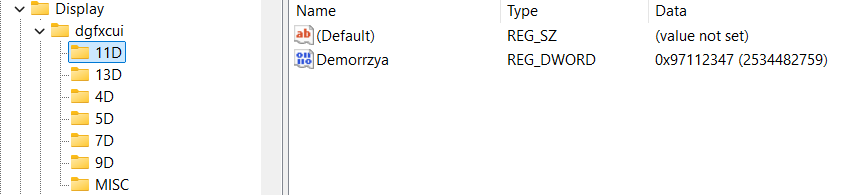 Display
dgfxcui
11D
13D
4D
5D
7D
9D
MISC
Name Type Data
(Default) REG_SZ (value not set)
Demorrzya REG_DWORD 0x97112347 (2534482759)